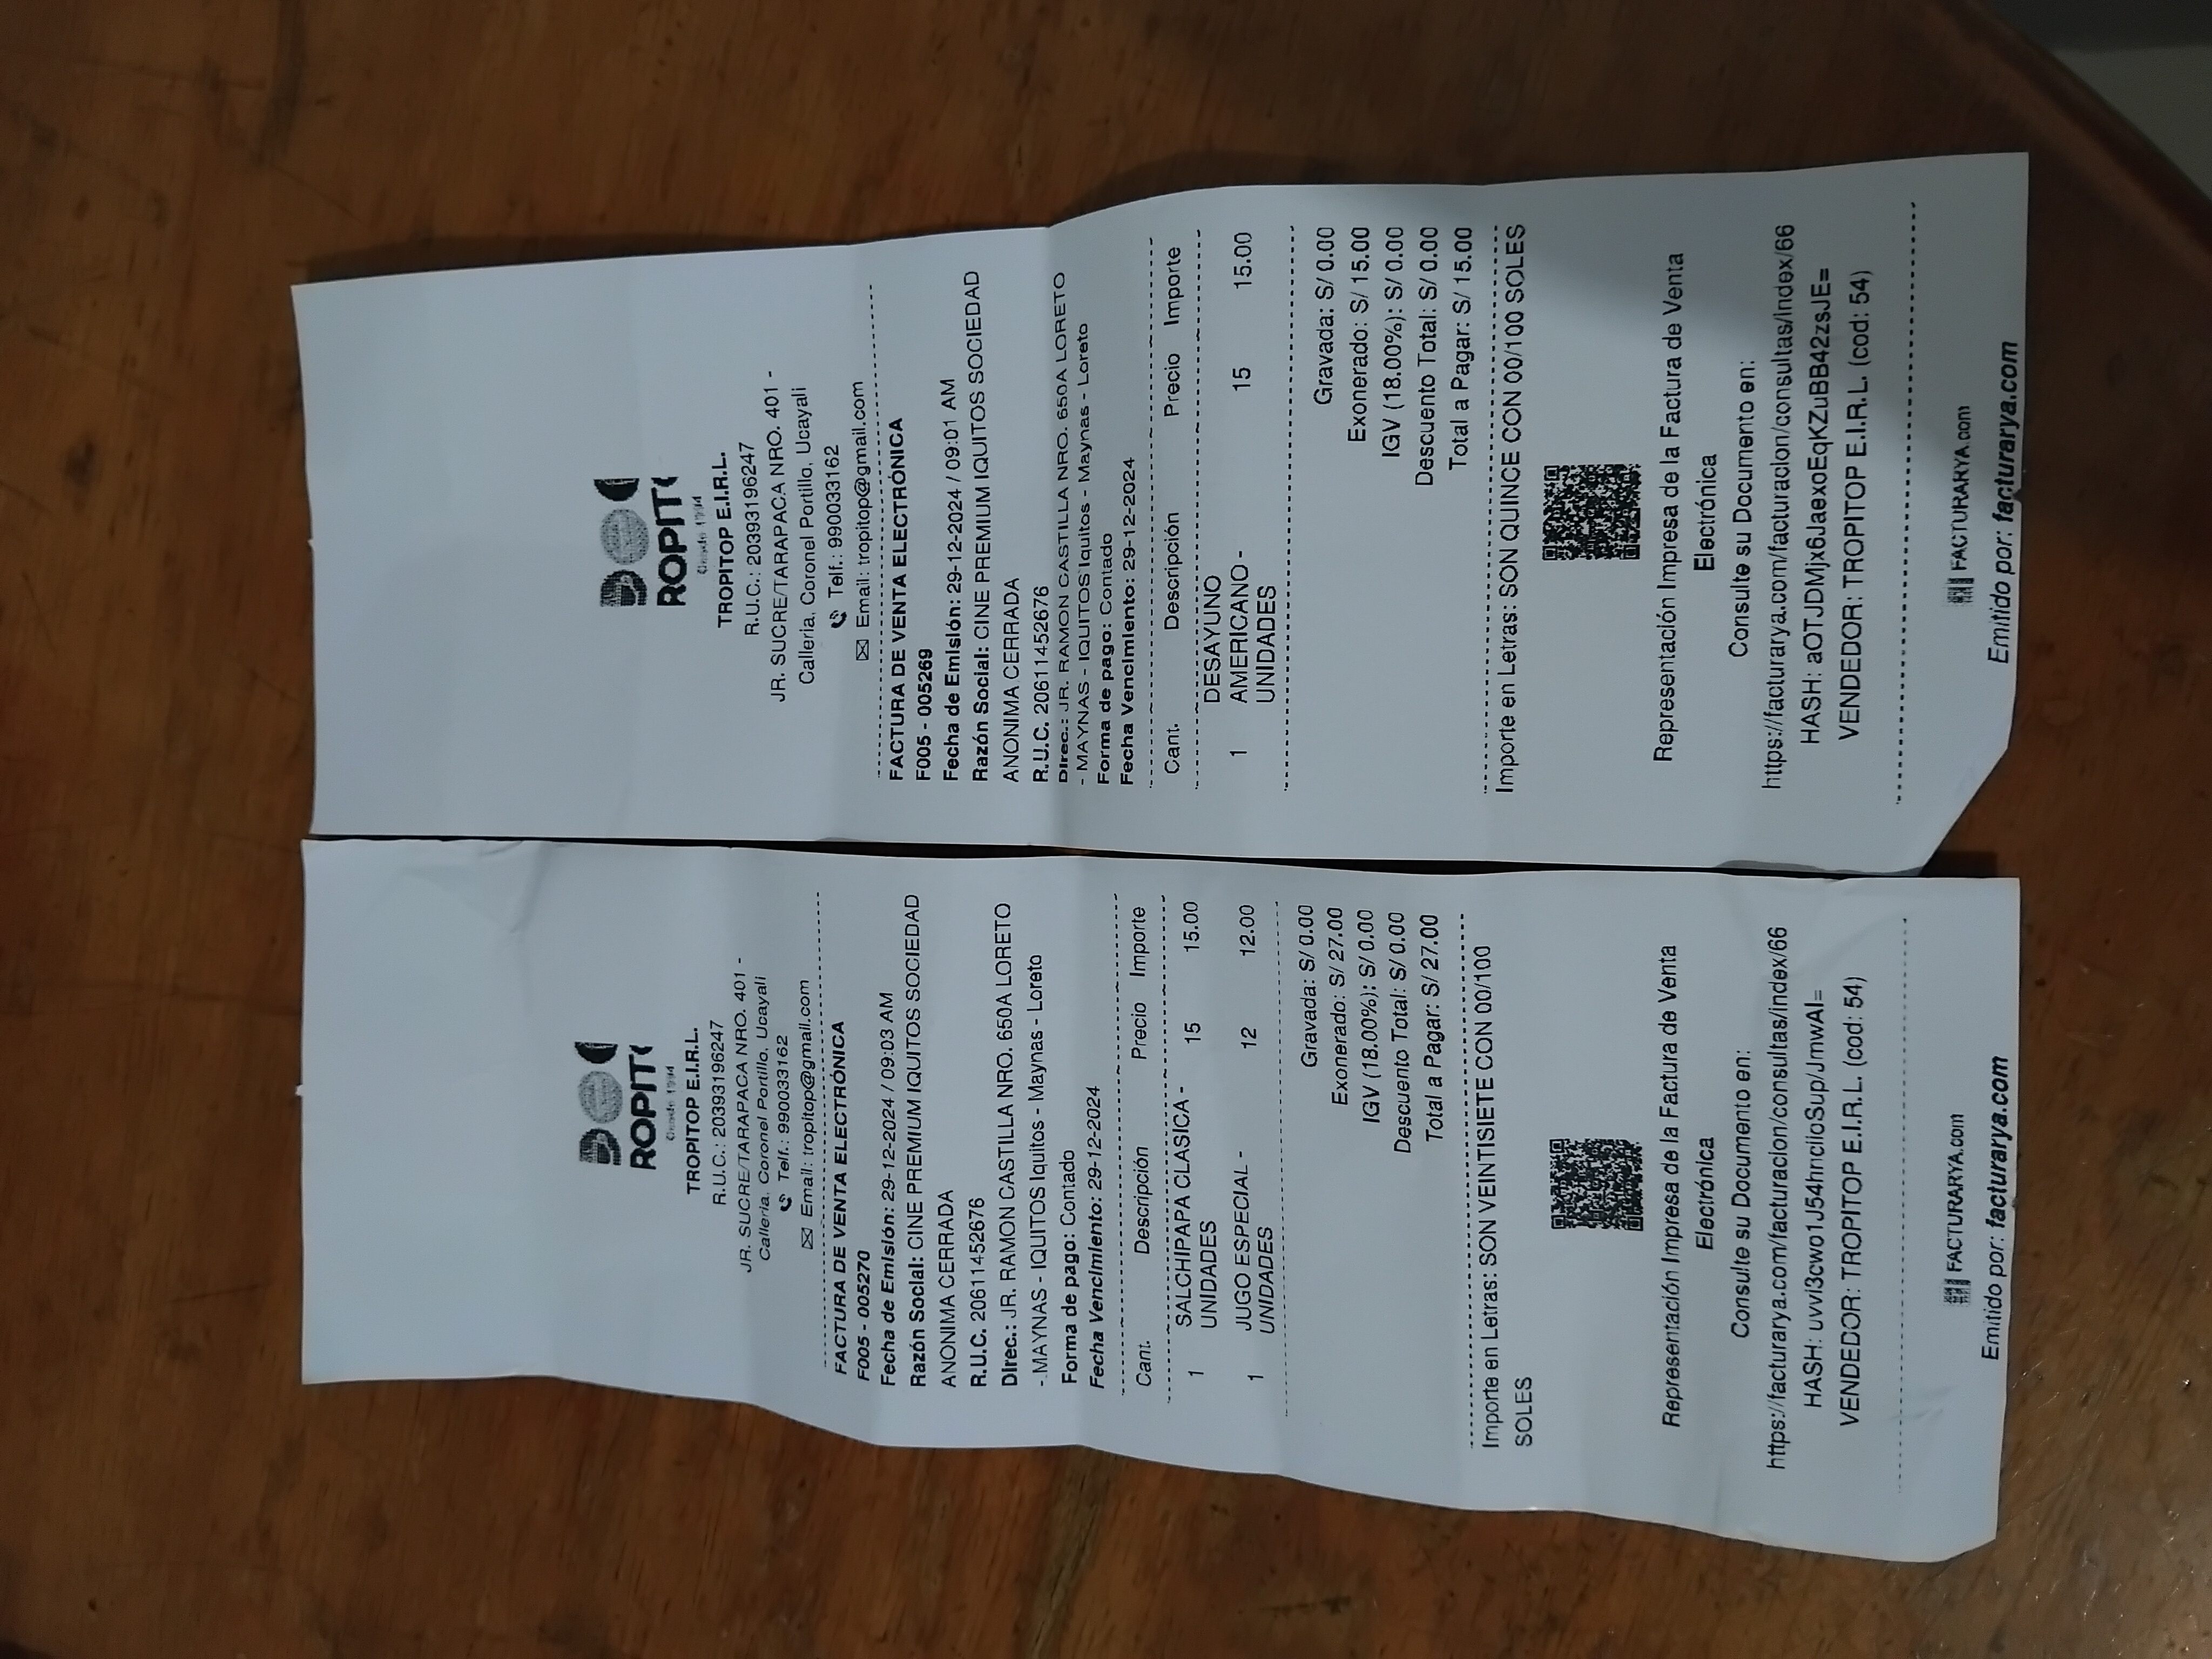 ROPIT
Desde 1994
TROPITOP E.I.R.L.
R.U.C.: 20393196247
JR. SUCRE/TARAPACA NRO. 401 -
Calleria, Coronel Portillo, Ucayali
Telf.: 990033162
Email: tropitop@gmail.com
FACTURA DE VENTA ELECTRÓNICA
F005 - 005270
Fecha de Emisión: 29-12-2024 / 09:03 AM
Razón Social: CINE PREMIUM IQUITOS SOCIEDAD
ANONIMA CERRADA
R.U.C. 20611452676
Direc.: JR. RAMON CASTILLA NRO. 650A LORETO
- MAYNAS - IQUITOS Iquitos - Maynas - Loreto
Forma de pago: Contado
Fecha Vencimiento: 29-12-2024
Cant. Descripción Precio Importe
1 SALCHIPAPA CLASICA - 15 15.00
UNIDADES
1 JUGO ESPECIAL - 12 12.00
UNIDADES
Gravada: S/ 0.00
Exonerado: S/ 27.00
IGV (18.00%): S/ 0.00
Descuento Total: S/ 0.00
Total a Pagar: S/ 27.00
Importe en Letras: SON VEINTISIETE CON 00/100
SOLES
Representación Impresa de la Factura de Venta
Electrónica
Consulte su Documento en:
https://facturarya.com/facturacion/consultas/index/66
HASH: uvvi3cwo1J54hnciioSup/JmwAI=
VENDEDOR: TROPITOP E.I.R.L. (cod: 54)
FACTURARYA.com
Emitido por: facturarya.com
ROPIT
Desde 1994
TROPITOP E.I.R.L.
R.U.C.: 20393196247
JR. SUCRE/TARAPACA NRO. 401 -
Calleria, Coronel Portillo, Ucayali
Telf.: 990033162
Email: tropitop@gmail.com
FACTURA DE VENTA ELECTRÓNICA
F005 - 005269
Fecha de Emisión: 29-12-2024 / 09:01 AM
Razón Social: CINE PREMIUM IQUITOS SOCIEDAD
ANONIMA CERRADA
R.U.C. 20611452676
Direc.: JR. RAMON CASTILLA NRO. 650A LORETO
- MAYNAS - IQUITOS Iquitos - Maynas - Loreto
Forma de pago: Contado
Fecha Vencimiento: 29-12-2024
Cant. Descripción Precio Importe
DESAYUNO
1 AMERICANO - 15 15.00
UNIDADES
Gravada: S/ 0.00
Exonerado: S/ 15.00
IGV (18.00%): S/ 0.00
Descuento Total: S/ 0.00
Total a Pagar: S/ 15.00
Importe en Letras: SON QUINCE CON 00/100 SOLES
Representación Impresa de la Factura de Venta
Electrónica
Consulte su Documento en:
https://facturarya.com/facturacion/consultas/index/66
HASH: aOTJDMjx6JaexoEqKZuBB42zsJE=
VENDEDOR: TROPITOP E.I.R.L. (cod: 54)
FACTURARYA.com
Emitido por: facturarya.com